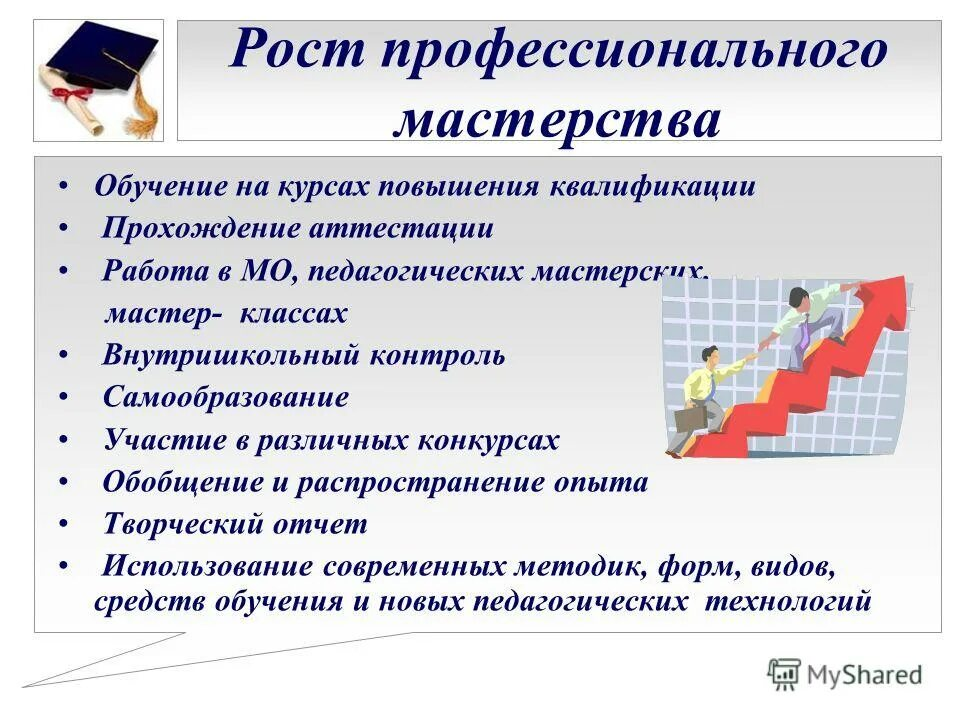 Рост профессионального
мастерства
• Обучение на курсах повышения квалификации
• Прохождение аттестации
• Работа в МО, педагогических мастерских,
мастер- классах
• Внутришкольный контроль
• Самообразование
• Участие в различных конкурсах
• Обобщение и распространение опыта
• Творческий отчет
• Использование современных методик, форм, видов,
средств обучения и новых педагогических технологий
MyShared